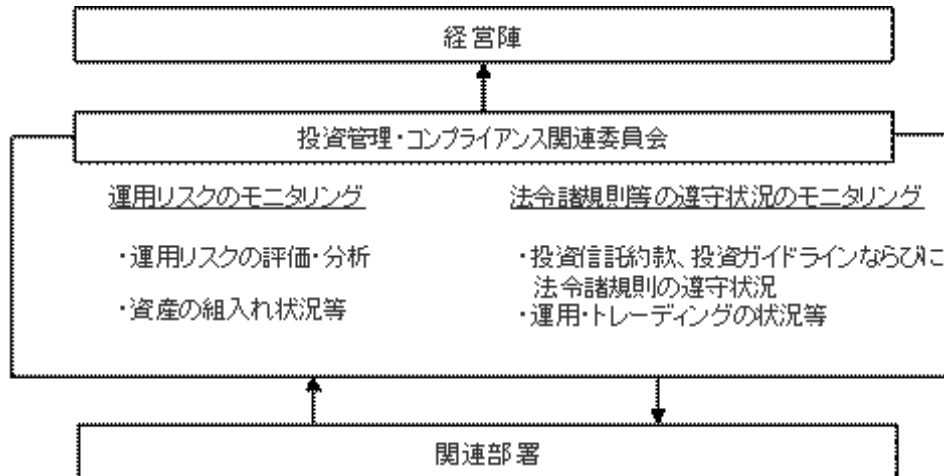 経営陣
投資管理・コンプライアンス関連委員会
運用リスクのモニタリング
・運用リスクの評価・分析
・資産の組入れ状況等
法令諸規則等の遵守状況のモニタリング
・投資信託約款、投資ガイドラインならびに
法令諸規則の遵守状況
・運用・トレーディングの状況等
関連部署